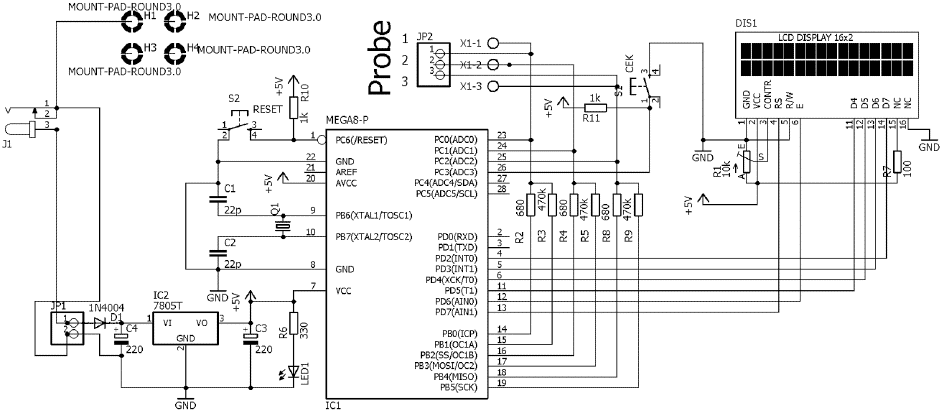 MOUNT-PAD-ROUND3.0
H1 H2
MOUNT-PAD-ROUND3.0
H3 H4 MOUNT-PAD-ROUND3.0
MOUNT-PAD-ROUND3.0
Probe
1 2 3
JP2
1
2
3
X1-1
X1-2
X1-3
CEK
S2
3 4
1 2
+5V
1k
R11
DIS1
LCD DISPLAY 16x2
GND
VCC
CONTR
RS
R/W
E
D4
D5
D6
D7
NC
NC
1 2 3 4 5 6 11 12 13 14 15 16
GND
GND
R1
10k
A
E
S
R7
100
+5V
V
1
2
3
J1
+5V
R10
1k
S2
RESET
1 3
2 4
MEGA8-P
1 PC6(/RESET)
22 GND
21 AREF
20 AVCC
+5V
9 PB6(XTAL1/TOSC1)
10 PB7(XTAL2/TOSC2)
8 GND
7 VCC
IC1
PC0(ADC0) 23
PC1(ADC1) 24
PC2(ADC2) 25
PC3(ADC3) 26
PC4(ADC4/SDA) 27
PC5(ADC5/SCL) 28
PD0(RXD) 2
PD1(TXD) 3
PD2(INT0) 4
PD3(INT1) 5
PD4(XCK/T0) 6
PD5(T1) 11
PD6(AIN0) 12
PD7(AIN1) 13
PB0(ICP) 14
PB1(OC1A) 15
PB2(SS/OC1B) 16
PB3(MOSI/OC2) 17
PB4(MISO) 18
PB5(SCK) 19
680 470k 680 470k 680 470k
R2 R3 R4 R5 R8 R9
C1
22p
Q1
C2
22p
GND
+5V
JP1
1
2
1N4004
D1
C4
220
IC2
7805T
1 VI VO 3
GND
2
C3
220
R6
330
LED1
GND